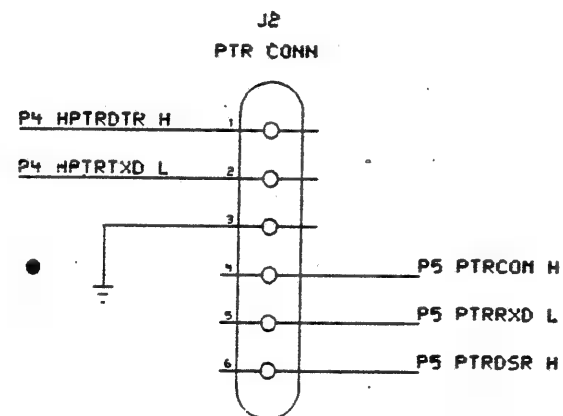 J2
PTR CONN
P4 HPTRDTR H
1
P4 HPTRTXD L
2
3
4
P5 PTRCOM H
5
P5 PTRRXD L
6
P5 PTRDSR H